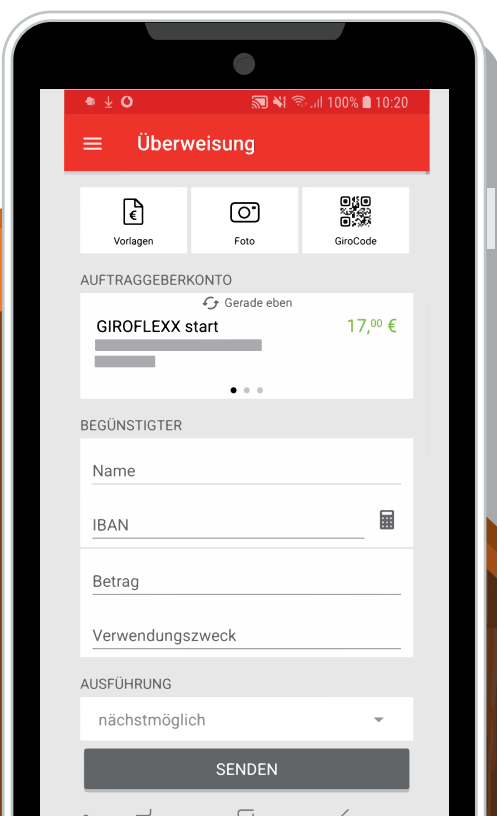 100% 10:20
Überweisung
€
Vorlagen Foto GiroCode
AUFTRAGGEBERKONTO
Gerade eben
GIROFLEXX start 17,00 €
BEGÜNSTIGTER
Name
IBAN
Betrag
Verwendungszweck
AUSFÜHRUNG
nächstmöglich
SENDEN